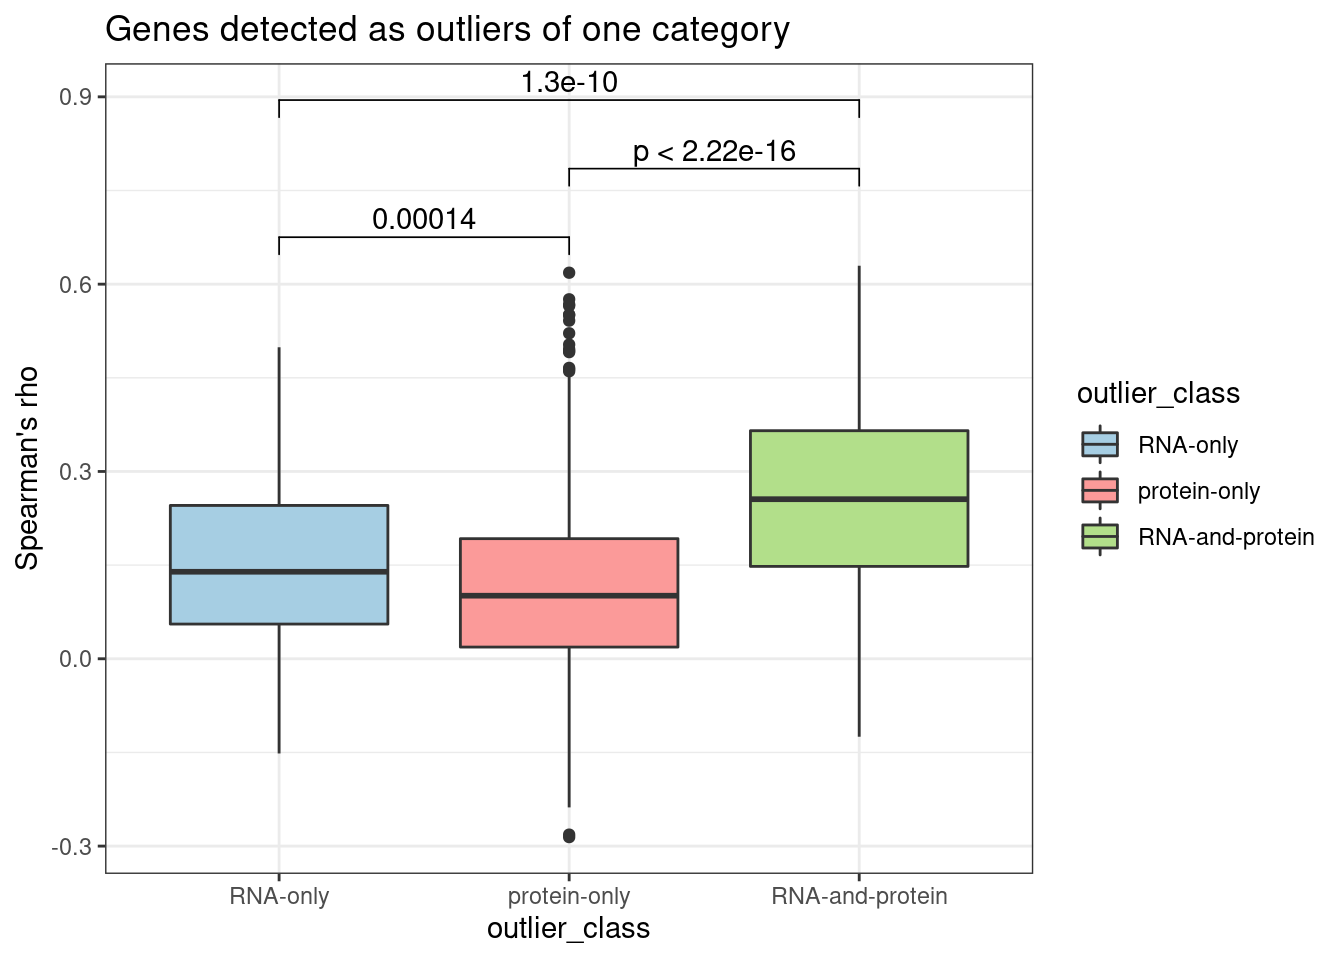 Genes detected as outliers of one category
1.3e-10
p < 2.22e-16
0.00014
0.9
0.6
0.3
0.0
-0.3
Spearman's rho
RNA-only
protein-only
RNA-and-protein
outlier_class
outlier_class
RNA-only
protein-only
RNA-and-protein